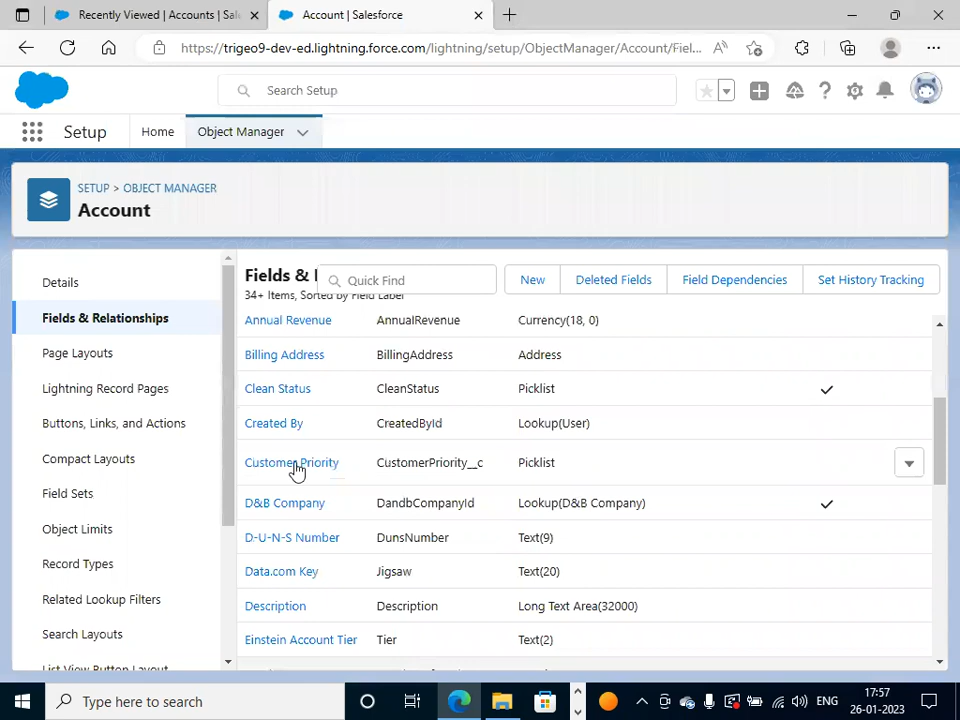 Recently Viewed | Accounts | Sal
Account | Salesforce
https://trigeo9-dev-ed.lightning.force.com/lightning/setup/ObjectManager/Account/Fiel...
Search Setup
Setup
Home
Object Manager
SETUP > OBJECT MANAGER
Account
Details
Fields & Relationships
Page Layouts
Lightning Record Pages
Buttons, Links, and Actions
Compact Layouts
Field Sets
Object Limits
Record Types
Related Lookup Filters
Search Layouts
List View Button Layout
Fields &
34+ Items, Sorted by Field Label
Quick Find
New
Deleted Fields
Field Dependencies
Set History Tracking
Annual Revenue AnnualRevenue Currency(18, 0)
Billing Address BillingAddress Address
Clean Status CleanStatus Picklist
Created By CreatedById Lookup(User)
Customer Priority CustomerPriority__c Picklist
D&B Company DandbCompanyId Lookup(D&B Company)
D-U-N-S Number DunsNumber Text(9)
Data.com Key Jigsaw Text(20)
Description Description Long Text Area(32000)
Einstein Account Tier Tier Text(2)
Type here to search
ENG
17:57
26-01-2023